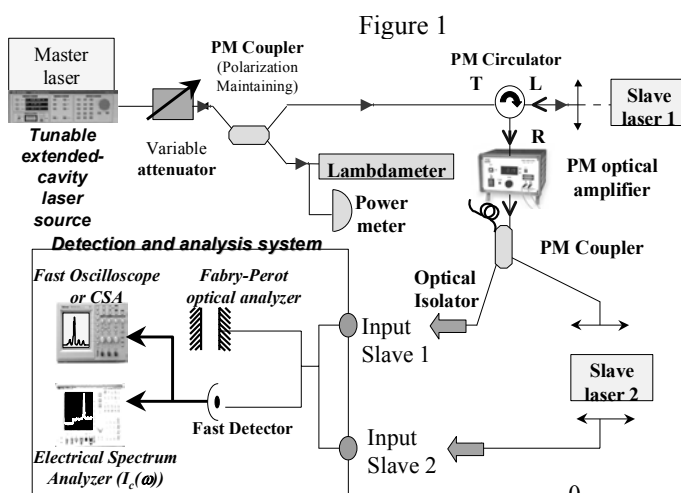 Figure 1
Master
laser
PM Coupler
(Polarization
Maintaining)
PM Circulator
T
L
R
Slave
laser 1
Tunable
extended-
cavity
laser
source
Variable
attenuator
Lambdameter
Power
meter
PM optical
amplifier
PM Coupler
Detection and analysis system
Fast Oscilloscope
or CSA
Fabry-Perot
optical analyzer
Optical
Isolator
Input
Slave 1
Slave
laser 2
Fast Detector
Input
Slave 2
Electrical Spectrum
Analyzer (Ic(ω))
0